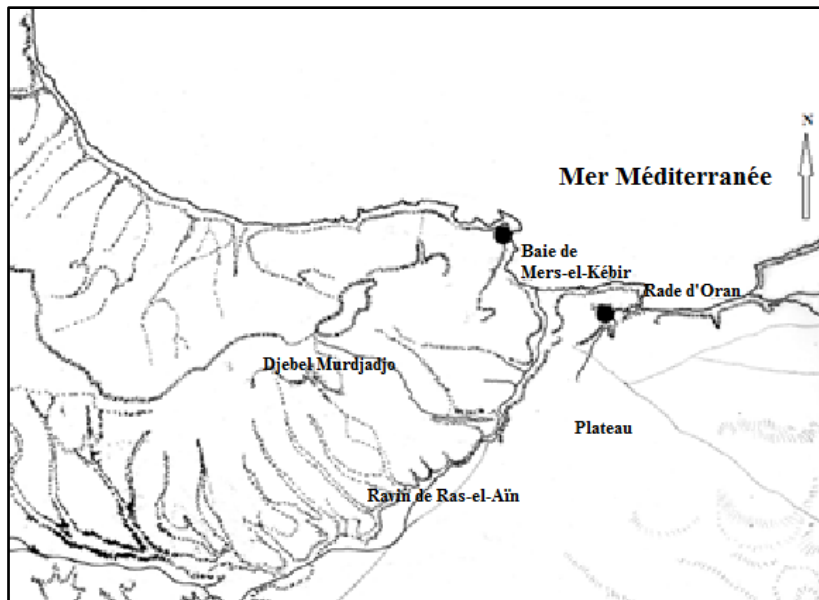 N
Mer Méditerranée
Baie de
Mers-el-Kébir
Rade d'Oran
Djebel Murdjadjo
Plateau
Ravin de Ras-el-Aïn